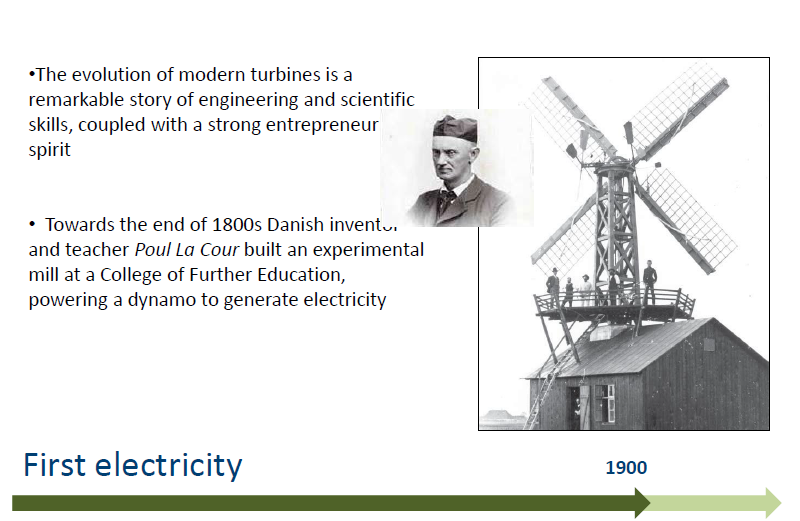 •The evolution of modern turbines is a
remarkable story of engineering and scientific
skills, coupled with a strong entrepreneur
spirit
• Towards the end of 1800s Danish inventor
and teacher Poul La Cour built an experimental
mill at a College of Further Education,
powering a dynamo to generate electricity
First electricity
1900